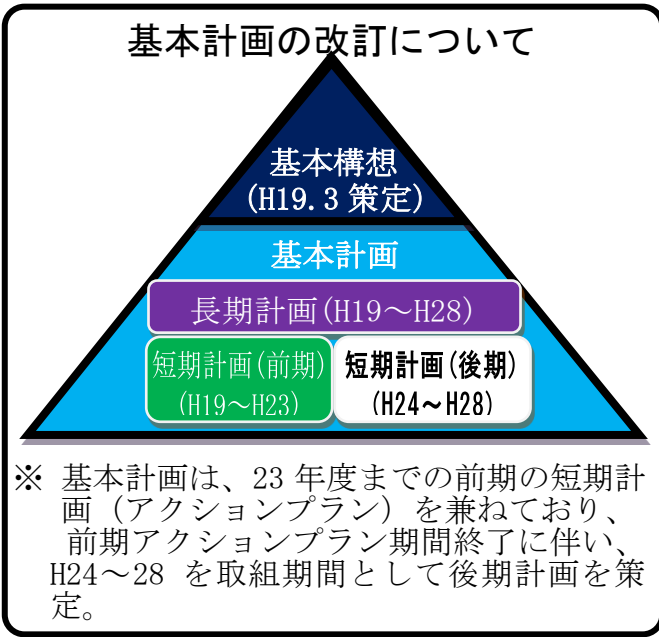 基本計画の改訂について
基本構想
(H19.3 策定)
基本計画
長期計画(H19～H28)
短期計画(前期)
(H19～H23)
短期計画(後期)
(H24～H28)
※ 基本計画は、23 年度までの前期の短期計
画（アクションプラン）を兼ねており、
前期アクションプラン期間終了に伴い、
H24～28 を取組期間として後期計画を策
定。